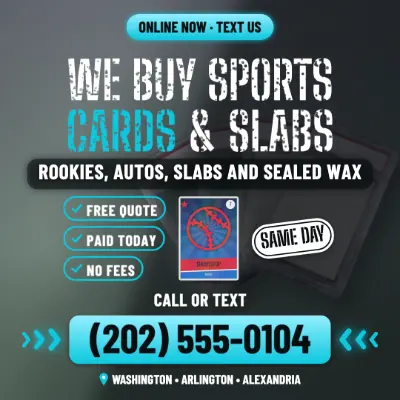 ONLINE NOW • TEXT US
WE BUY SPORTS
CARDS & SLABS
ROOKIES, AUTOS, SLABS AND SEALED WAX
FREE QUOTE
PAID TODAY
NO FEES
SAME DAY
CALL OR TEXT
(202) 555-0104
WASHINGTON • ARLINGTON • ALEXANDRIA